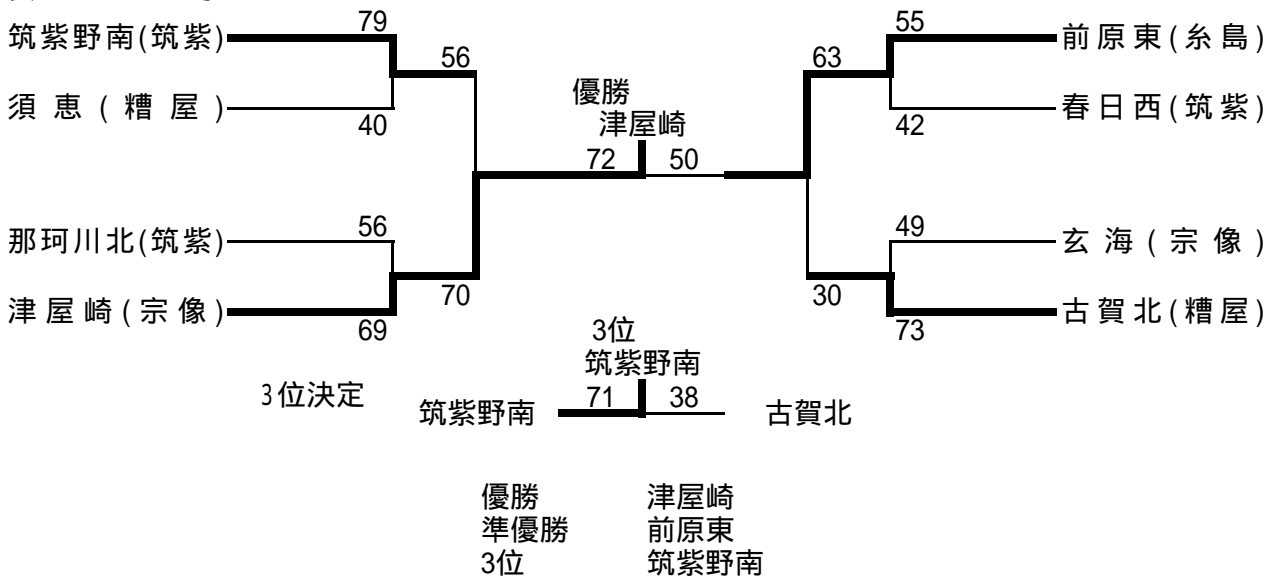 79
55
筑紫野南(筑紫)
前原東(糸島)
56
63
優勝
須恵(糟屋)
春日西(筑紫)
津屋崎
40
42
72 50
56
49
那珂川北(筑紫)
玄海(宗像)
70
30
津屋崎(宗像)
古賀北(糟屋)
69
73
3位
筑紫野南
3位決定
71 38
筑紫野南
古賀北
優勝 津屋崎
準優勝 前原東
3位 筑紫野南